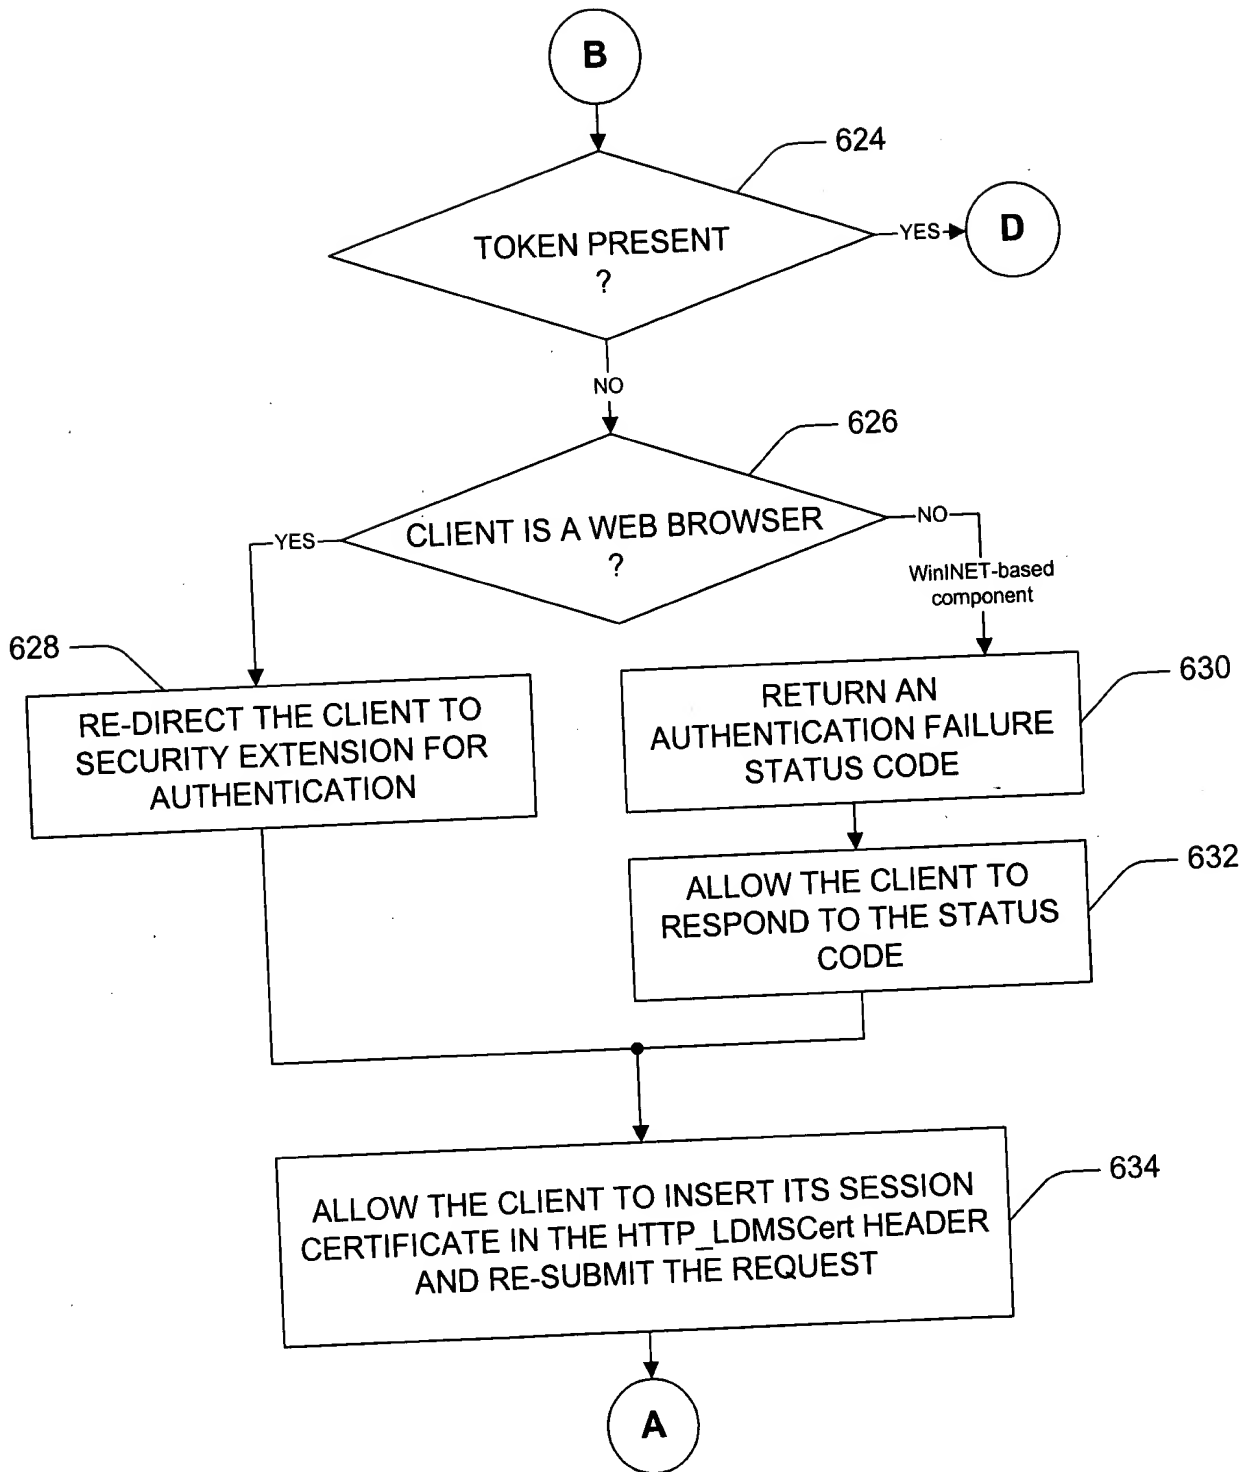 B
624
TOKEN PRESENT
?
YES
D
NO
626
CLIENT IS A WEB BROWSER
?
YES
NO
WinINET-based
component
628
RE-DIRECT THE CLIENT TO
SECURITY EXTENSION FOR
AUTHENTICATION
630
RETURN AN
AUTHENTICATION FAILURE
STATUS CODE
632
ALLOW THE CLIENT TO
RESPOND TO THE STATUS
CODE
634
ALLOW THE CLIENT TO INSERT ITS SESSION
CERTIFICATE IN THE HTTP_LDMSCert HEADER
AND RE-SUBMIT THE REQUEST
A